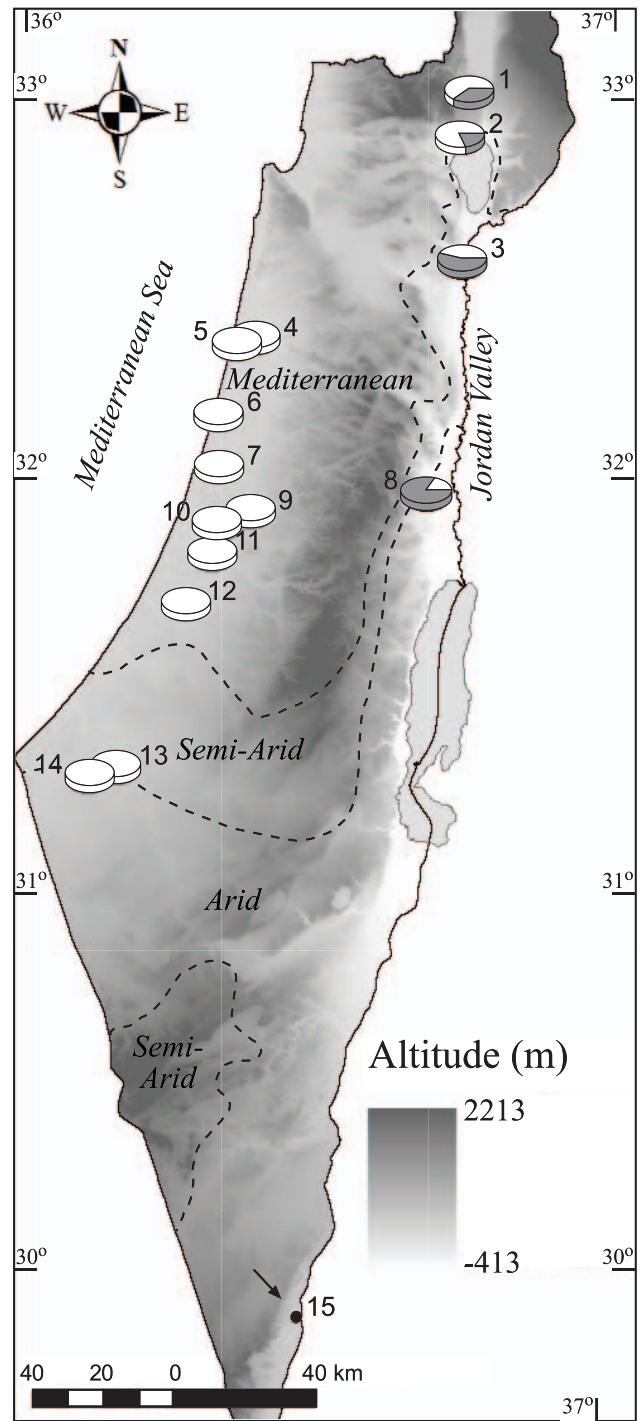 36º 37º
N
33º 33º
W E
S
1
2
3
Mediterranean Sea
5 4
Mediterranean
Jordan Valley
6
7
32º 32º
8
9
10
11
12
Semi-Arid
13
14
31º 31º
Arid
Semi-
Arid
Altitude (m)
2213
-413
30º 30º
15
40 20 0 40 km
37º